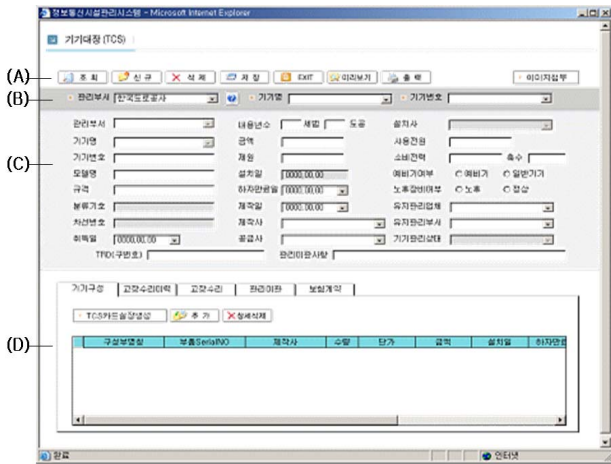 정보통신시설관리시스템 - Microsoft Internet Explorer
기기대장 (TCS)
(A) 조 회 신 규 삭 제 저 장 EXIT 미리보기 출 력 이미지첨부
(B) 관리부서 한국도로공사 기기명 기기번호
관리부서 내용년수 세법 도공 설치사
기기명 금액 사용전원
(C) 기기번호 재원 소비전력 출수
모델명 설치일 0000.00.00 예비기여부 예비기 일반기기
규격 하자만료일 0000.00.00 노후장비여부 노후 정상
분류기호 제작일 0000.00.00 유지관리업체
차선번호 제작사 유지관리부서
취득일 0000.00.00 공급사 기기관리상태
TRD(구번호) 관리이관사항
기기구성 고장수리이력 고장수리 관리이관 보험계약
TCS카드실장생성 추 가 상세삭제
(D) 구성부명칭 부품SerialNO 제작사 수량 단가 금액 설치일 하자만료
완료 인터넷